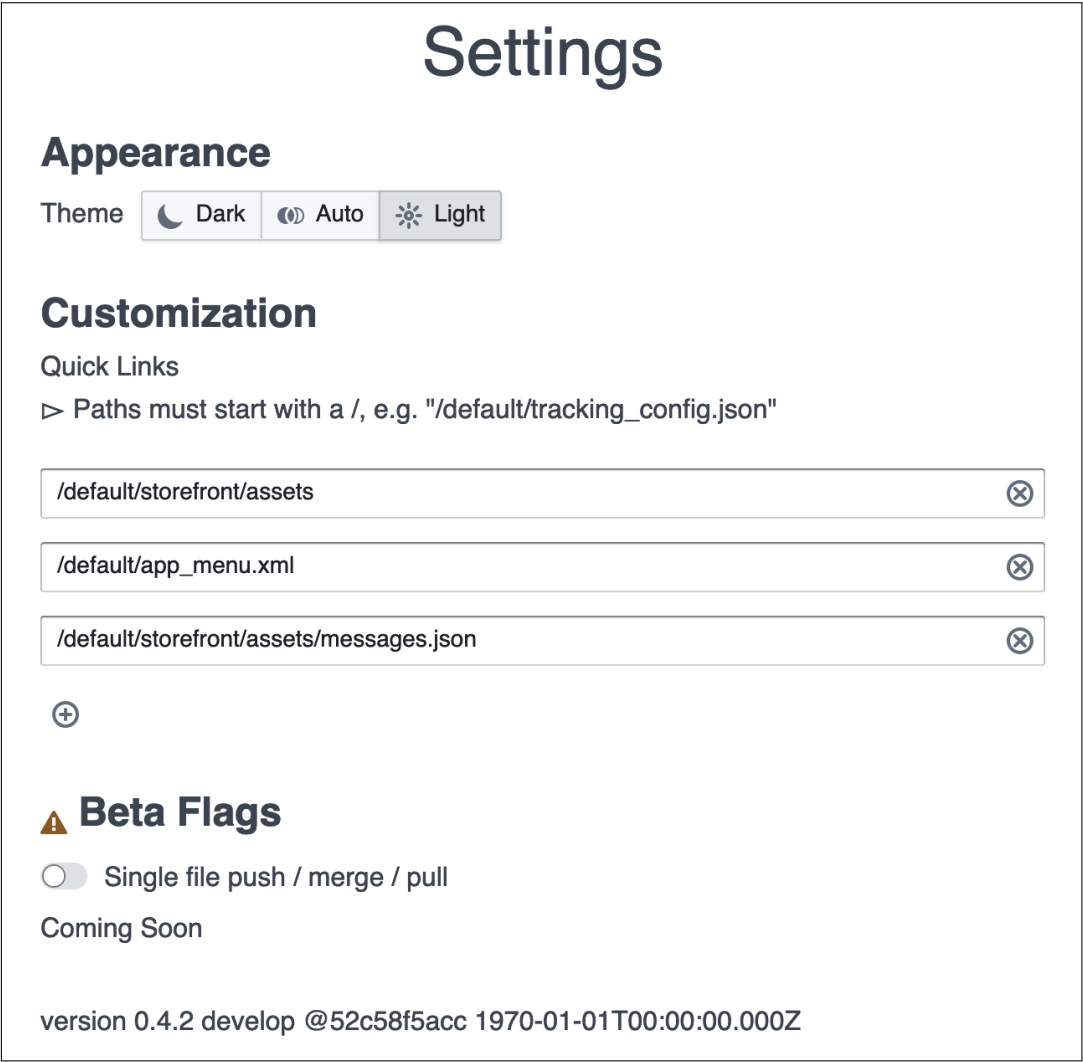 Settings
Appearance
Theme Dark Auto Light
Customization
Quick Links
▻ Paths must start with a /, e.g. "/default/tracking_config.json"
/default/storefront/assets
/default/app_menu.xml
/default/storefront/assets/messages.json
Beta Flags
Single file push / merge / pull
Coming Soon
version 0.4.2 develop @52c58f5acc 1970-01-01T00:00:00.000Z